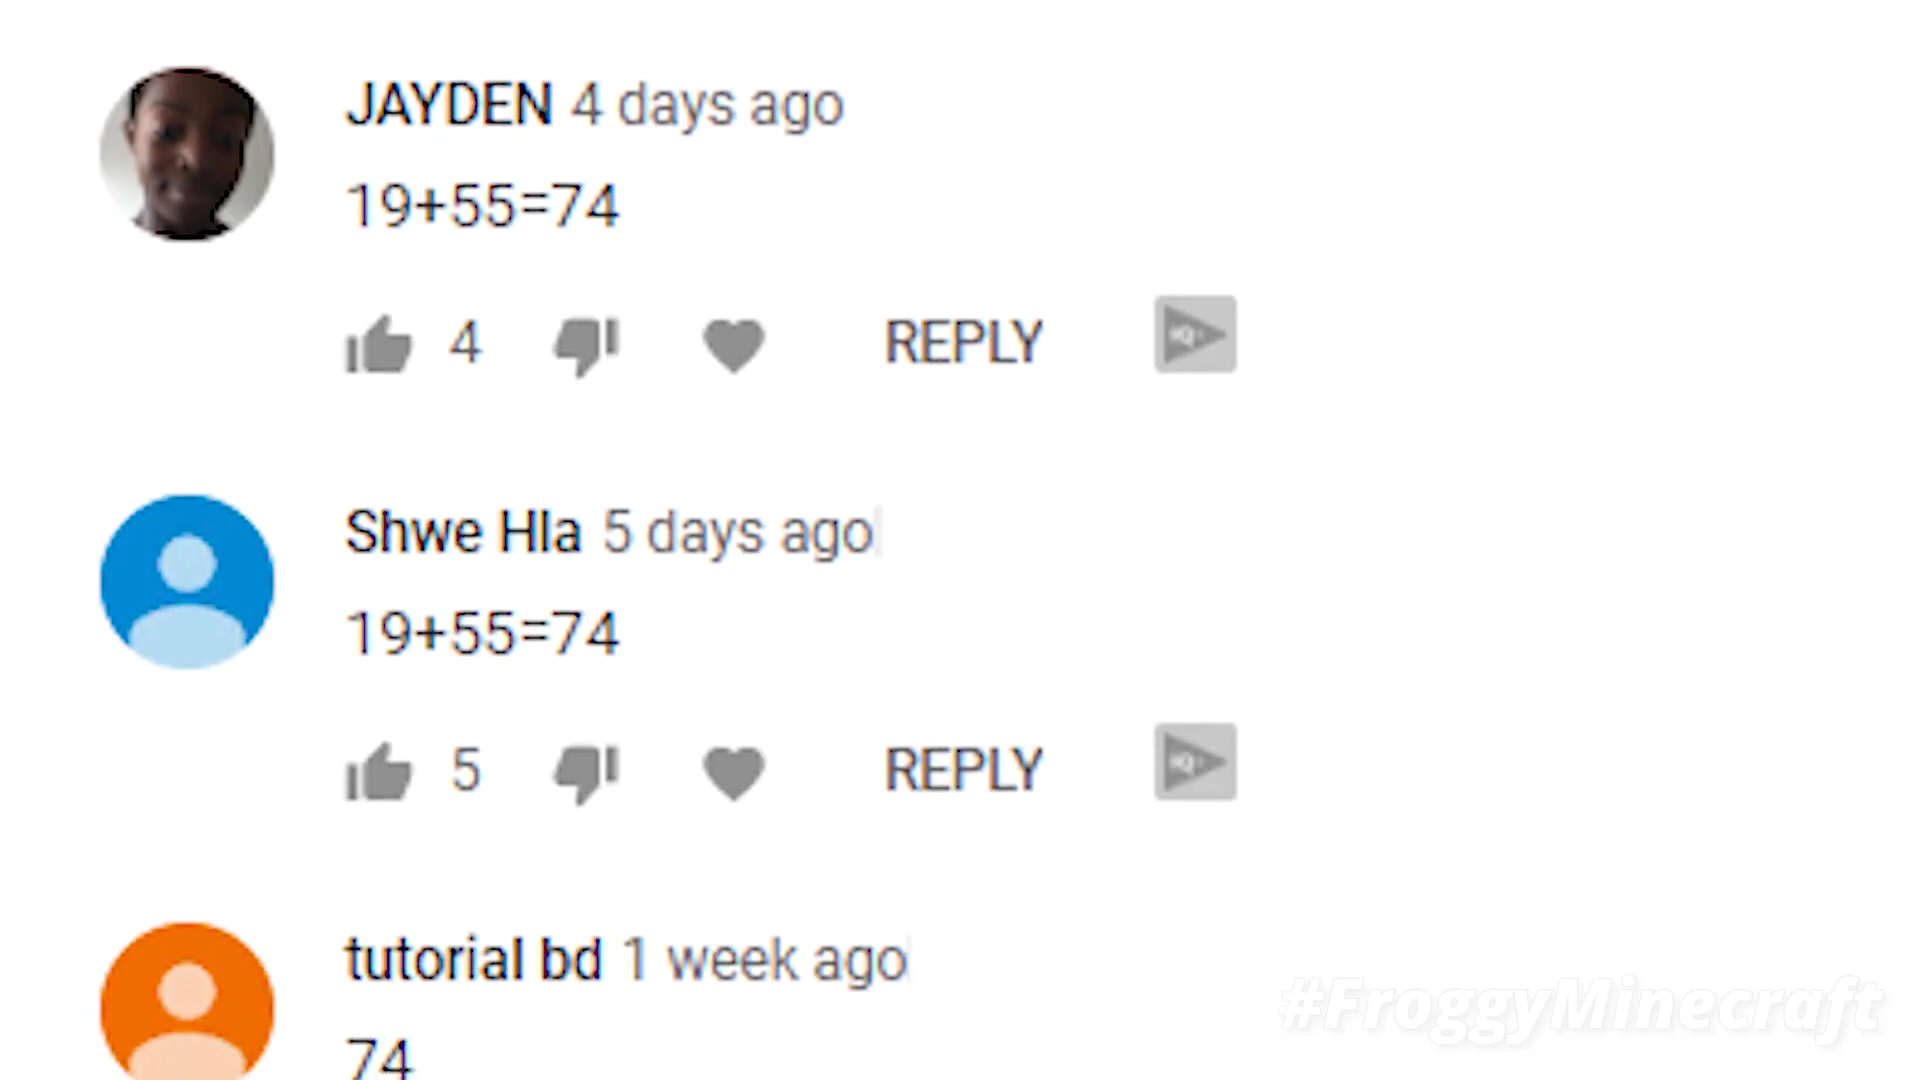 JAYDEN 4 days ago
19+55=74
4 REPLY
Shwe Hla 5 days ago
19+55=74
5 REPLY
tutorial bd 1 week ago
74
#FroggyMinecraft